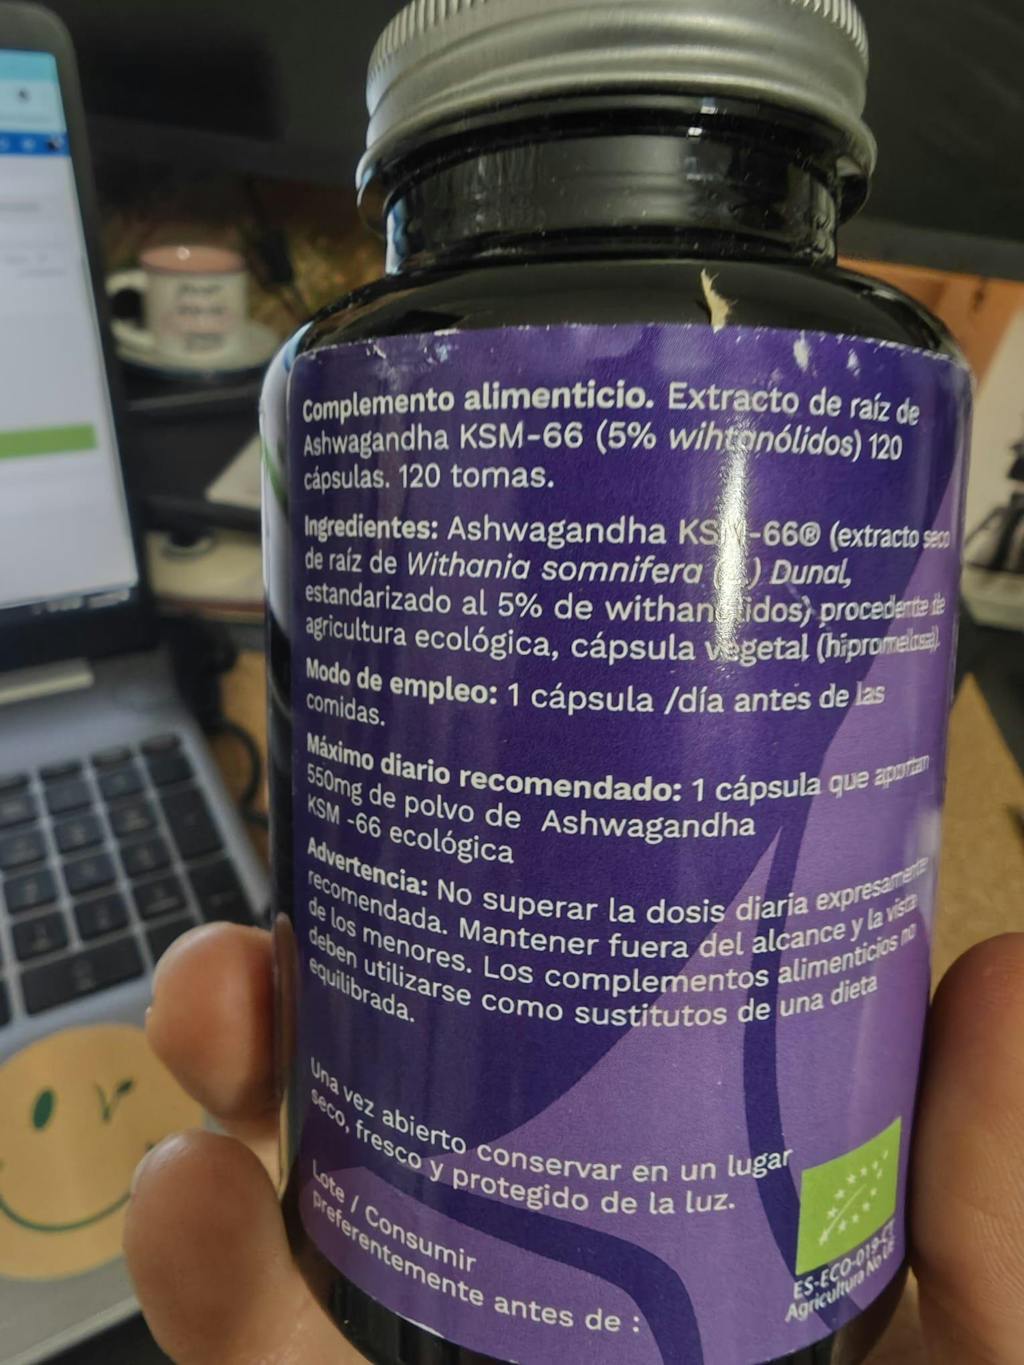 Complemento alimenticio. Extracto de raíz de
Ashwagandha KSM-66 (5% wihtanólidos) 120
cápsulas. 120 tomas.
Ingredientes: Ashwagandha KSM-66® (extracto seco
de raíz de Withania somnifera ( ) Dunal,
estandarizado al 5% de withanólidos) procedente de
agricultura ecológica, cápsula vegetal (hipromelosa).
Modo de empleo: 1 cápsula /día antes de las
comidas.
Máximo diario recomendado: 1 cápsula que aportan
550mg de polvo de Ashwagandha
KSM -66 ecológica
Advertencia: No superar la dosis diaria expresamente
recomendada. Mantener fuera del alcance y la vista
de los menores. Los complementos alimenticios no
deben utilizarse como sustitutos de una dieta
equilibrada.
Una vez abierto conservar en un lugar
seco, fresco y protegido de la luz.
Lote / Consumir
preferentemente antes de :
ES-ECO-019-CT
Agricultura No UE